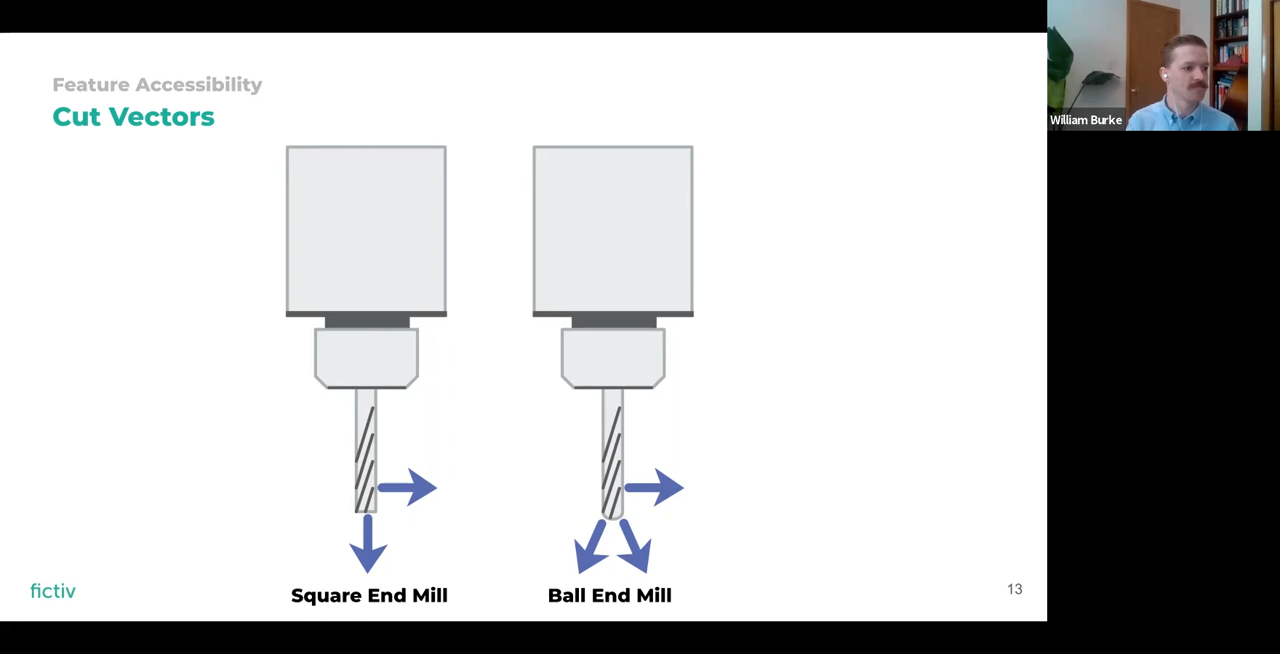 Feature Accessibility
Cut Vectors
William Burke
Square End Mill
Ball End Mill
fictiv
13